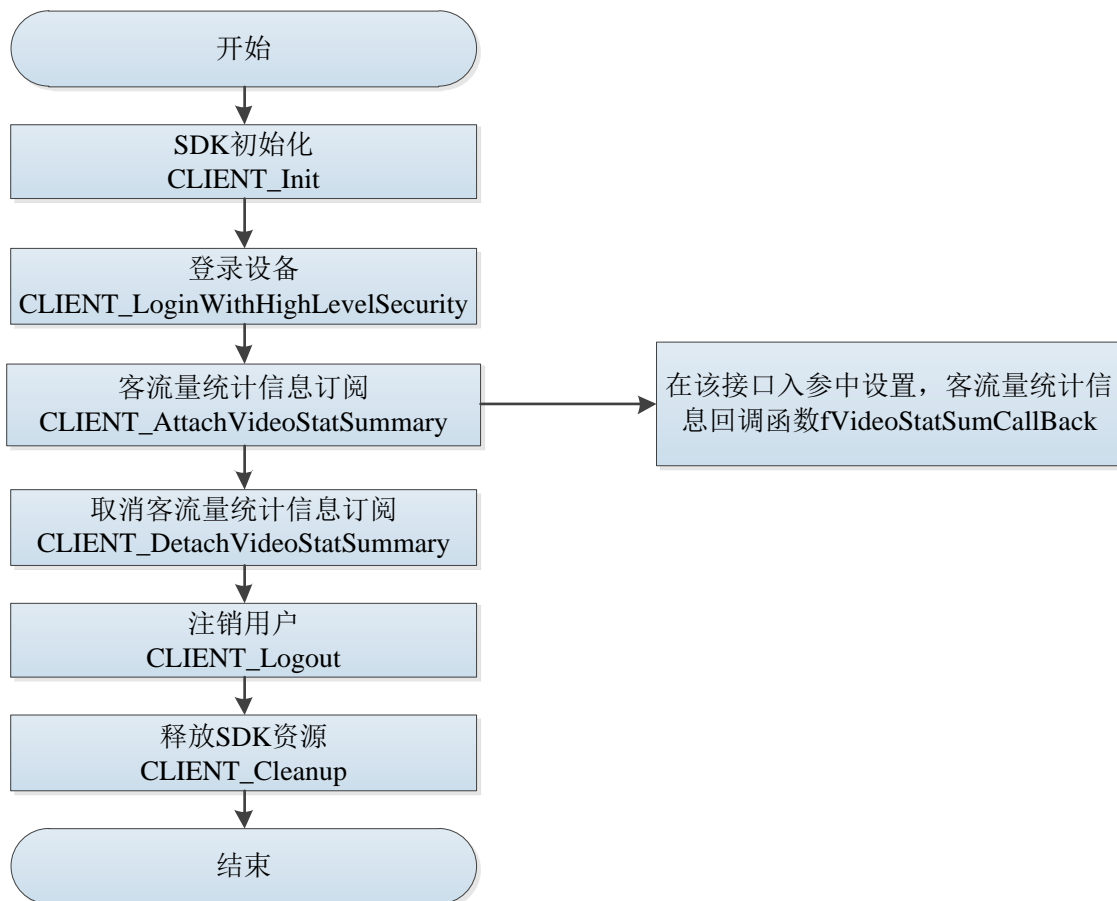 开始
SDK初始化
CLIENT_Init
登录设备
CLIENT_LoginWithHighLevelSecurity
客流量统计信息订阅
CLIENT_AttachVideoStatSummary
在该接口入参中设置，客流量统计信
息回调函数fVideoStatSumCallBack
取消客流量统计信息订阅
CLIENT_DetachVideoStatSummary
注销用户
CLIENT_Logout
释放SDK资源
CLIENT_Cleanup
结束